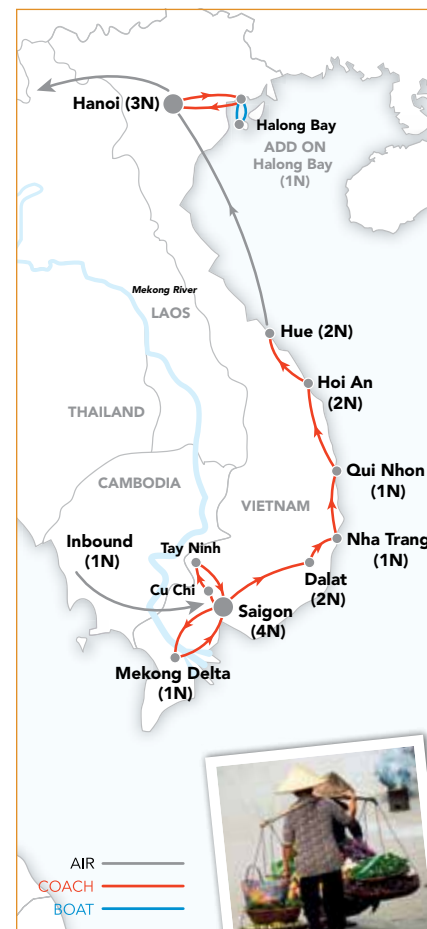 Hanoi (3N)
Halong Bay
ADD ON
Halong Bay
(1N)
Mekong River
LAOS
Hue (2N)
Hoi An
(2N)
THAILAND
CAMBODIA
Qui Nhon
(1N)
VIETNAM
Inbound
(1N)
Tay Ninh
Nha Trang
(1N)
Cu Chi
Dalat
(2N)
Saigon
(4N)
Mekong Delta
(1N)
AIR
COACH
BOAT